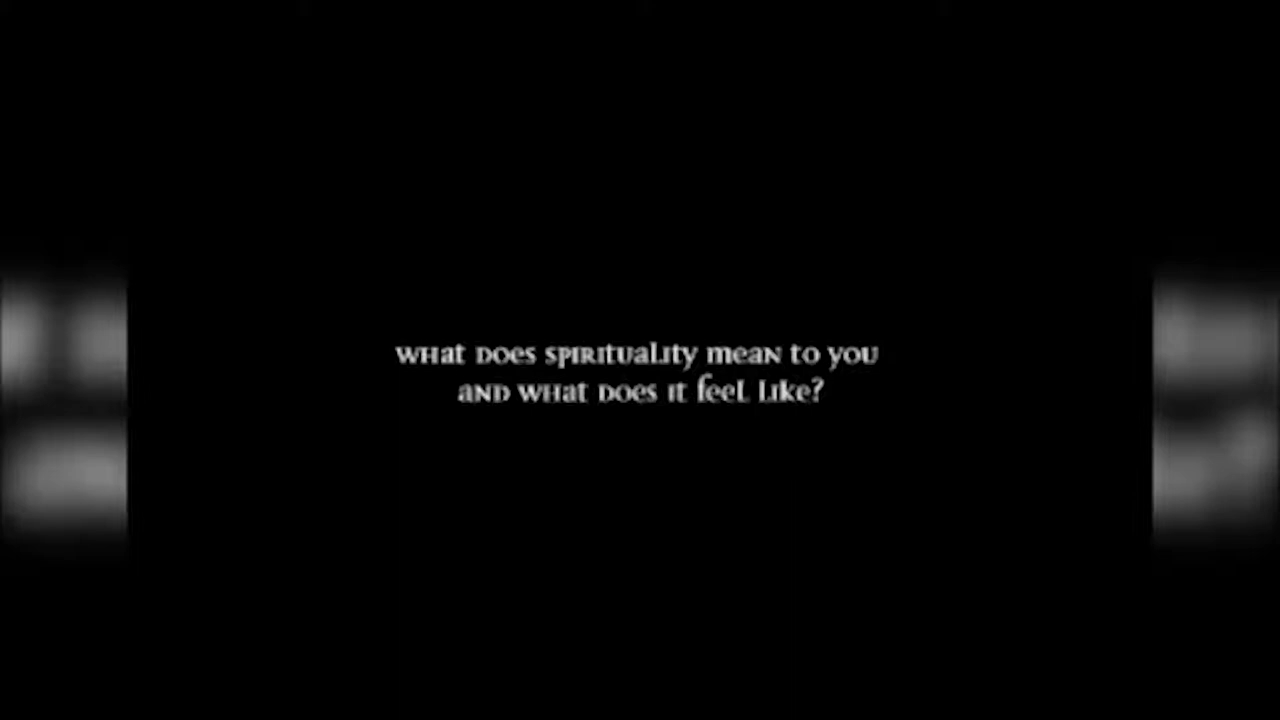 what does spirituality mean to you
and what does it feel like?